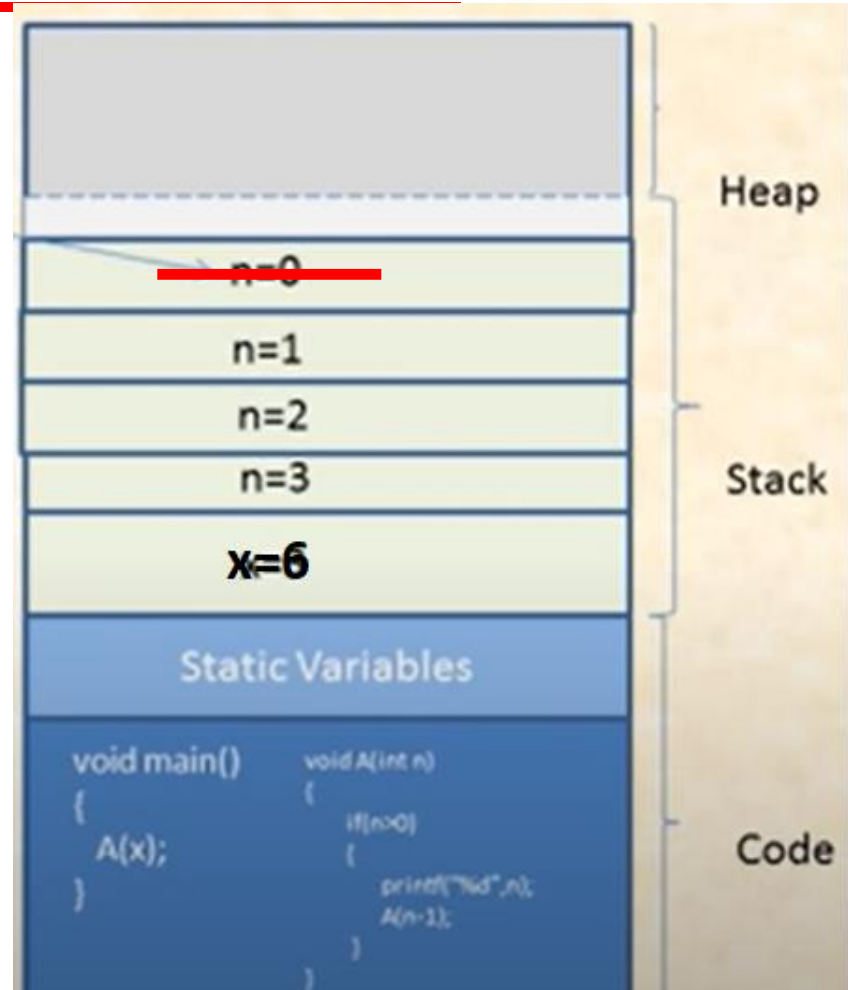 Heap
n=0
n=1
n=2
n=3
Stack
x=6
Static Variables
void main()
{
A(x);
}
void A(int n)
{
if(n>0)
{
printf("%d",n);
A(n-1);
}
}
Code